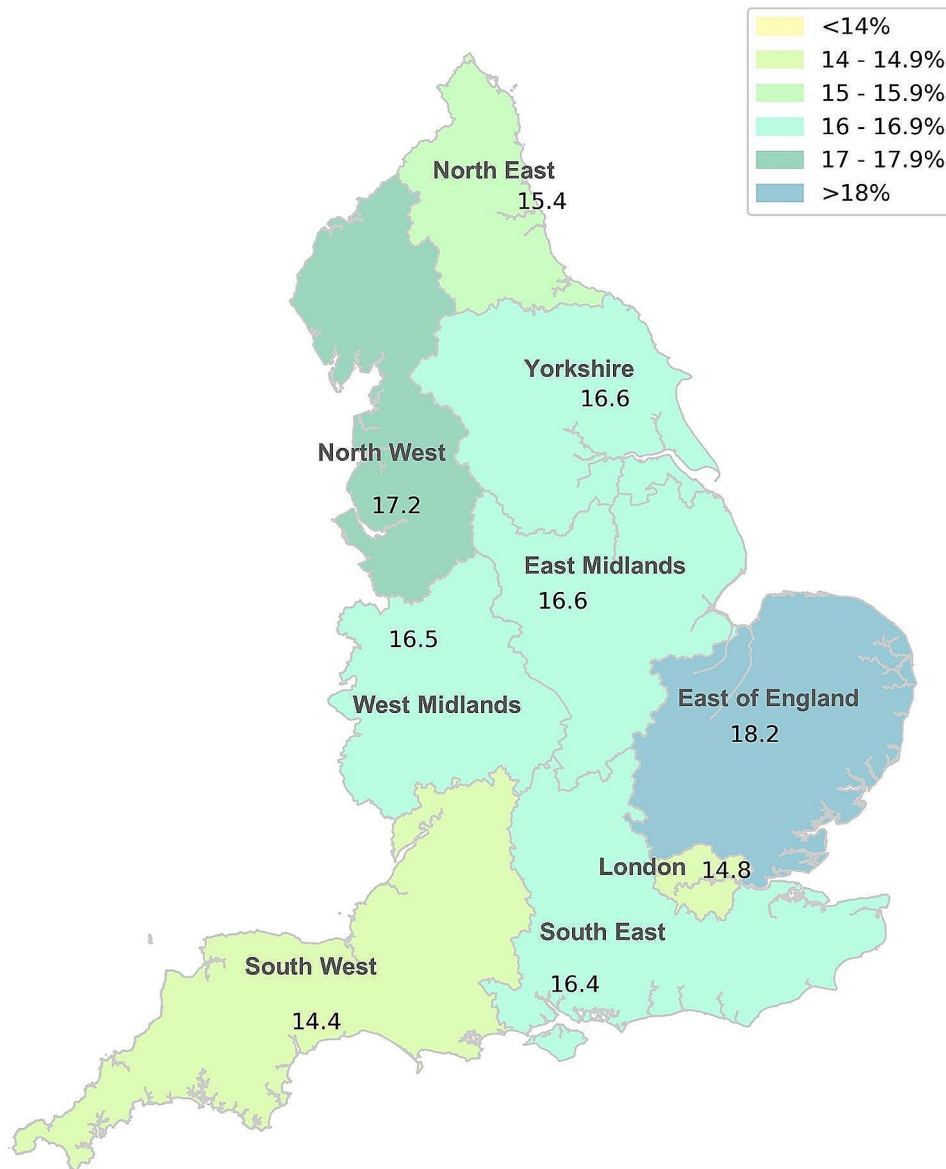 <14%
14 - 14.9%
15 - 15.9%
16 - 16.9%
17 - 17.9%
>18%
North East
15.4
Yorkshire
16.6
North West
17.2
East Midlands
16.6
16.5
West Midlands
East of England
18.2
London 14.8
South East
16.4
South West
14.4